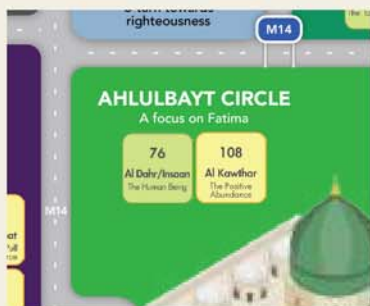 righteousness
M14
AHLULBAYT CIRCLE
A focus on Fatima
76
Al Dahr/Insaan
The Human Being
108
Al Kawthar
The Positive
Abundance
M14